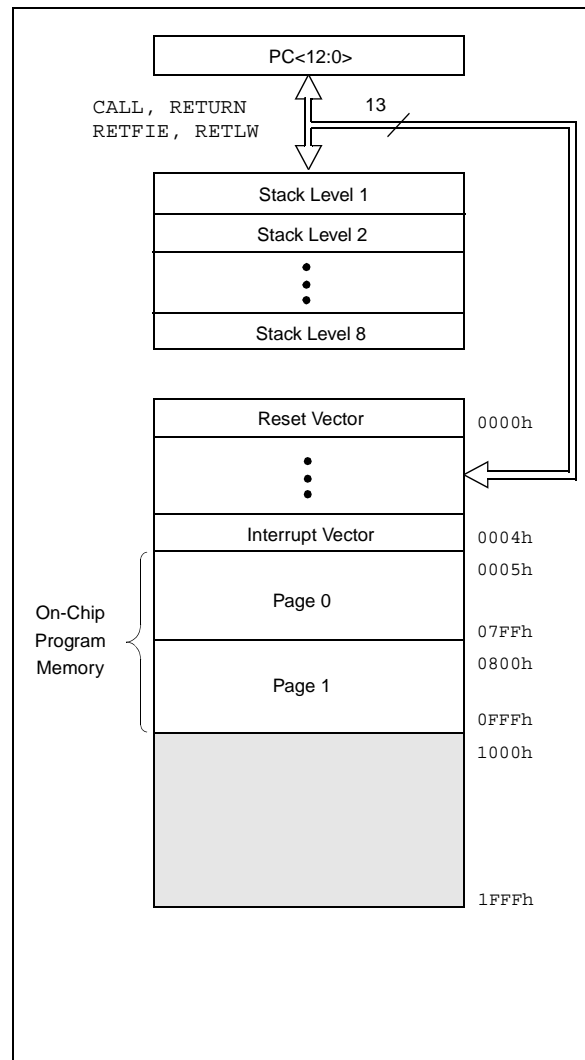 PC<12:0>
CALL, RETURN
RETFIE, RETLW
13
Stack Level 1
Stack Level 2
Stack Level 8
Reset Vector
0000h
Interrupt Vector
0004h
0005h
On-Chip
Program
Memory
Page 0
07FFh
0800h
Page 1
0FFFh
1000h
1FFFh